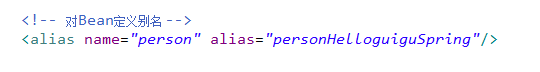 <!-- 对Bean定义别名 -->
<alias name="person" alias="personHelloguiguSpring"/>